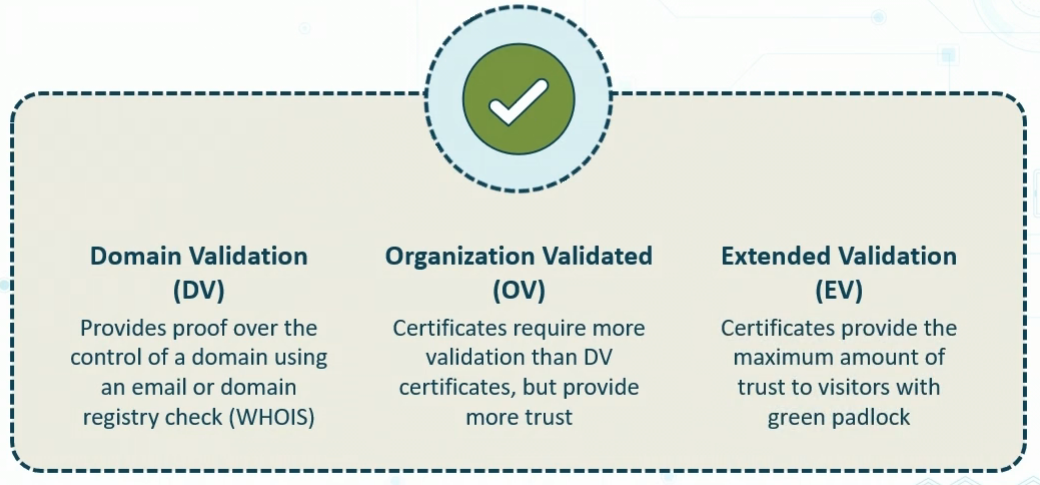 Domain Validation
(DV)
Provides proof over the
control of a domain using
an email or domain
registry check (WHOIS)
Organization Validated
(OV)
Certificates require more
validation than DV
certificates, but provide
more trust
Extended Validation
(EV)
Certificates provide the
maximum amount of
trust to visitors with
green padlock